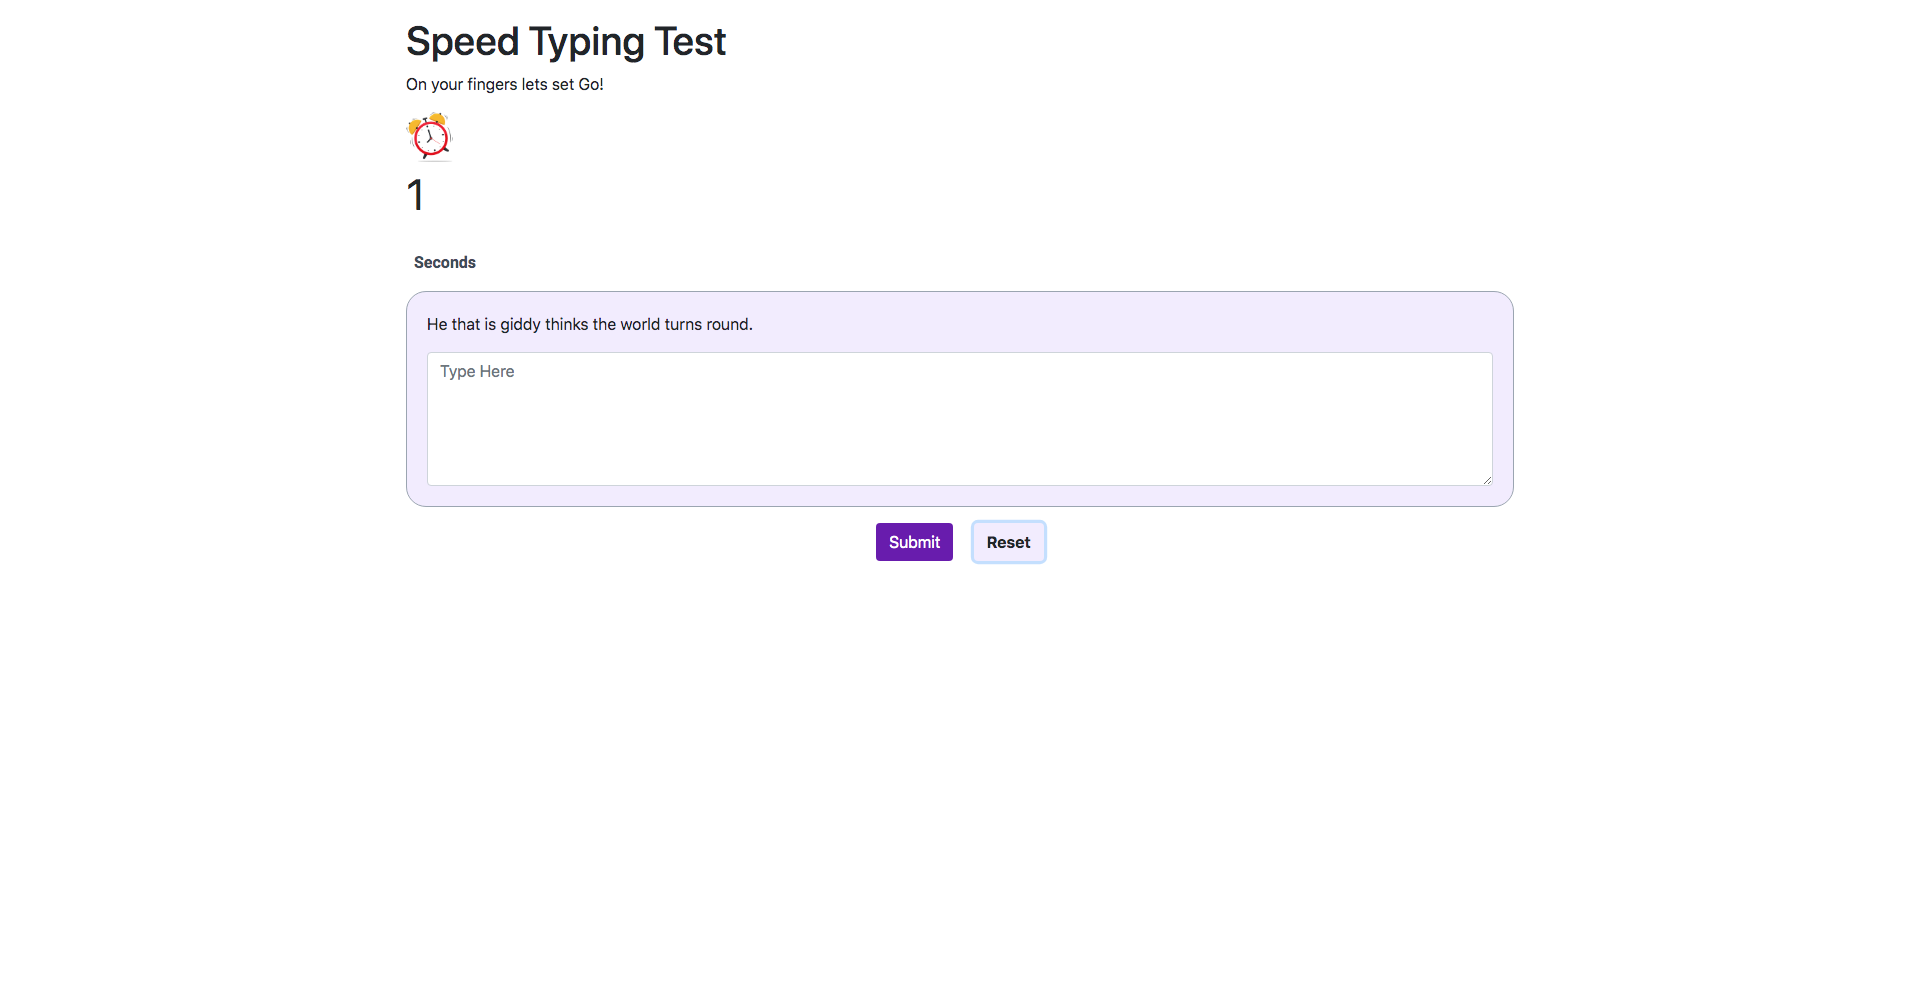 Speed Typing Test
On your fingers lets set Go!
1
Seconds
He that is giddy thinks the world turns round.
Type Here
Submit
Reset